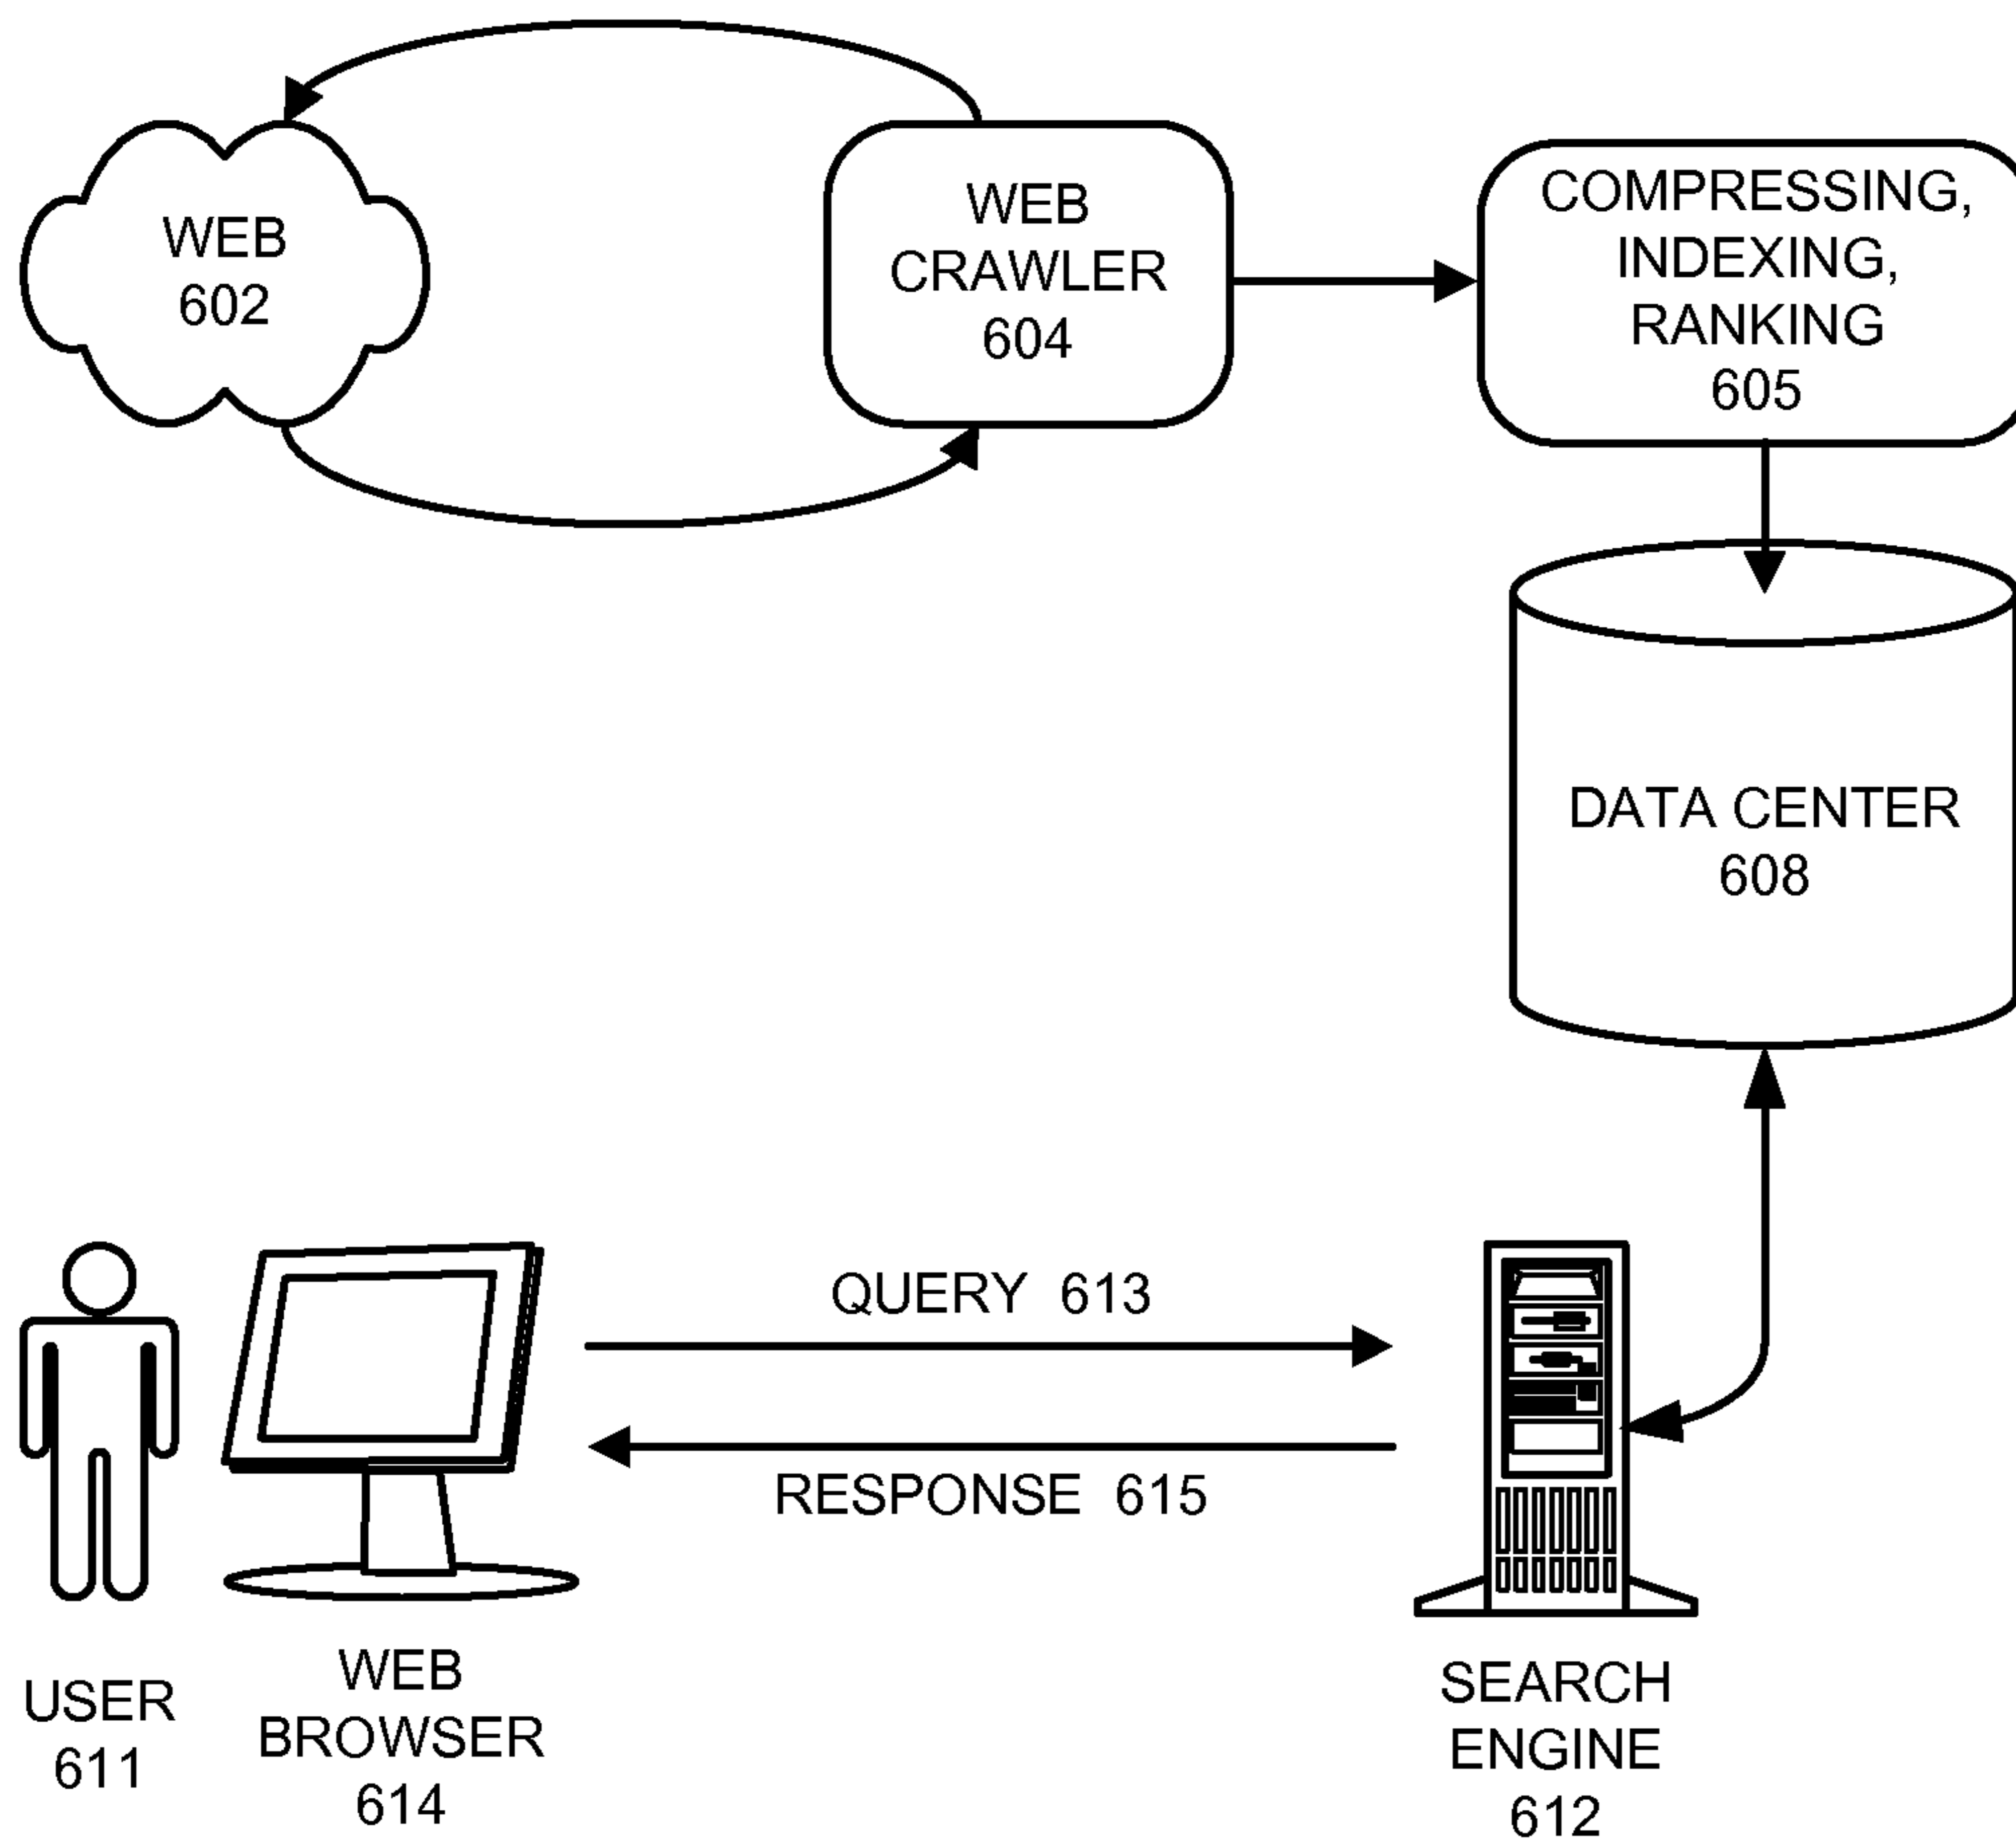 WEB
602
WEB
CRAWLER
604
COMPRESSING,
INDEXING,
RANKING
605
DATA CENTER
608
QUERY 613
RESPONSE 615
USER
611
WEB
BROWSER
614
SEARCH
ENGINE
612